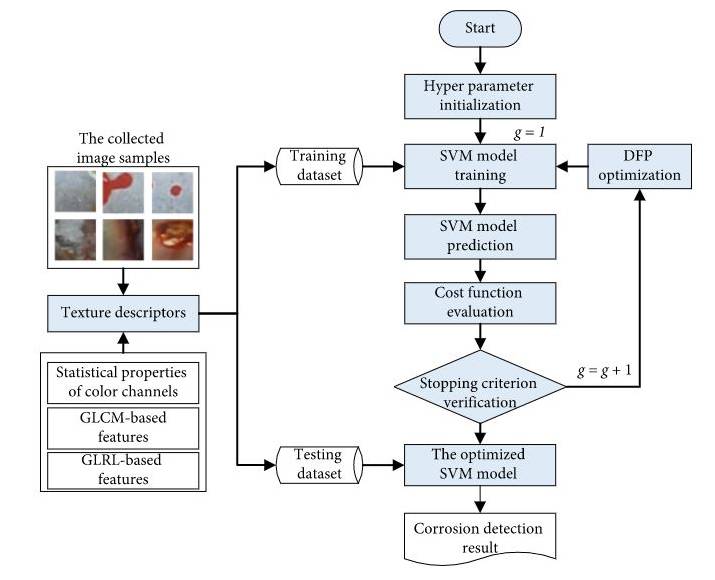 Start
Hyper parameter
initialization
g = 1
The collected
image samples
Training
dataset
SVM model
training
DFP
optimization
SVM model
prediction
Texture descriptors
Cost function
evaluation
Statistical properties
of color channels
GLCM-based
features
GLRL-based
features
Stopping criterion
verification
g = g + 1
Testing
dataset
The optimized
SVM model
Corrosion detection
result